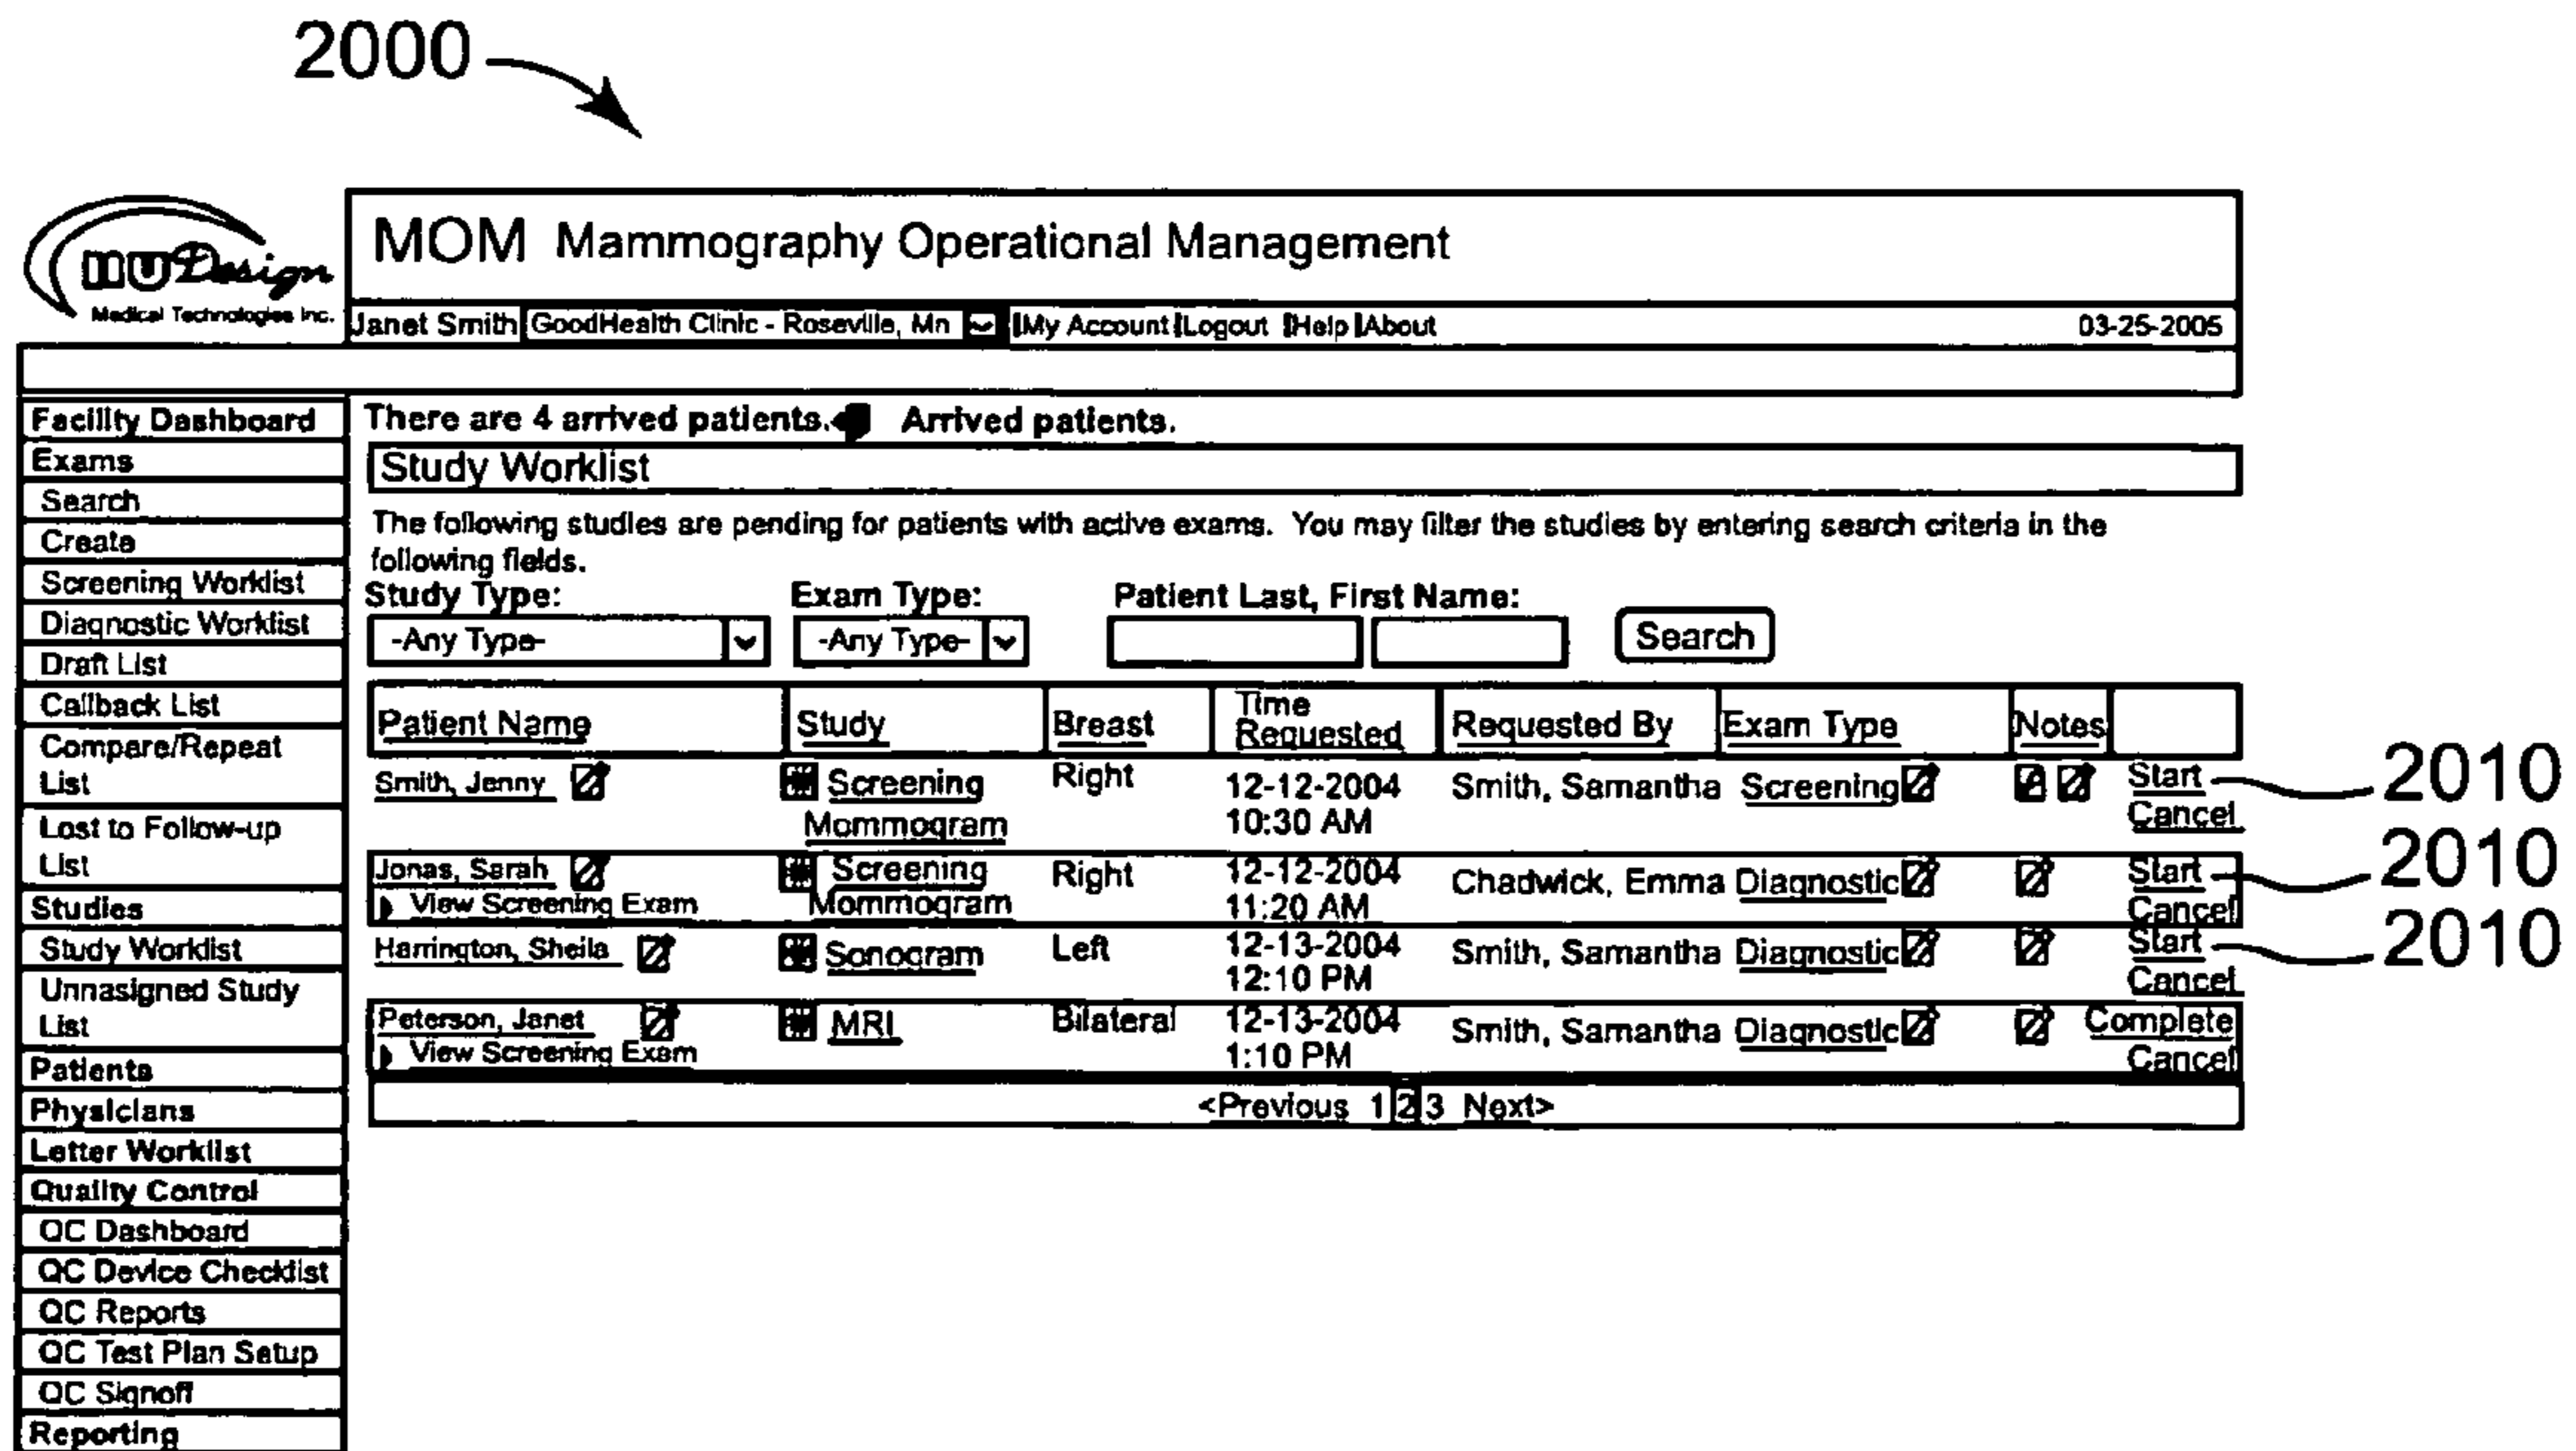 2000
nuDesign
Medical Technologies Inc.
MOM Mammography Operational Management
Janet Smith GoodHealth Clinic - Roseville, Mn |My Account |Logout |Help |About 03-25-2005
Facility Dashboard
Exams
Search
Create
Screening Worklist
Diagnostic Worklist
Draft List
Callback List
Compare/Repeat
List
Lost to Follow-up
List
Studies
Study Worklist
Unnasigned Study
List
Patients
Physicians
Letter Worklist
Quality Control
QC Dashboard
QC Device Checklist
QC Reports
QC Test Plan Setup
QC Signoff
Reporting
There are 4 arrived patients. Arrived patients.
Study Worklist
The following studies are pending for patients with active exams. You may filter the studies by entering search criteria in the
following fields.
Study Type: Exam Type: Patient Last, First Name:
-Any Type- -Any Type- Search
Patient Name Study Breast Time Requested Requested By Exam Type Notes
Smith, Jenny Screening Right 12-12-2004 Smith, Samantha Screening Start 2010
Mommogram 10:30 AM Cancel
Jonas, Sarah Screening Right 12-12-2004 Chadwick, Emma Diagnostic Start 2010
View Screening Exam Mommogram 11:20 AM Cancel
Harrington, Sheila Sonogram Left 12-13-2004 Smith, Samantha Diagnostic Start 2010
12:10 PM Cancel
Peterson, Janet MRI Bilateral 12-13-2004 Smith, Samantha Diagnostic Complete
View Screening Exam 1:10 PM Cancel
<Previous 1 2 3 Next>